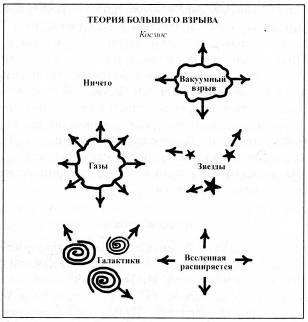 ТЕОРИЯ БОЛЬШОГО ВЗРЫВА
Космос
Ничего
Вакуумный
взрыв
Газы
Звезды
Галактики
Вселенная
расширяется